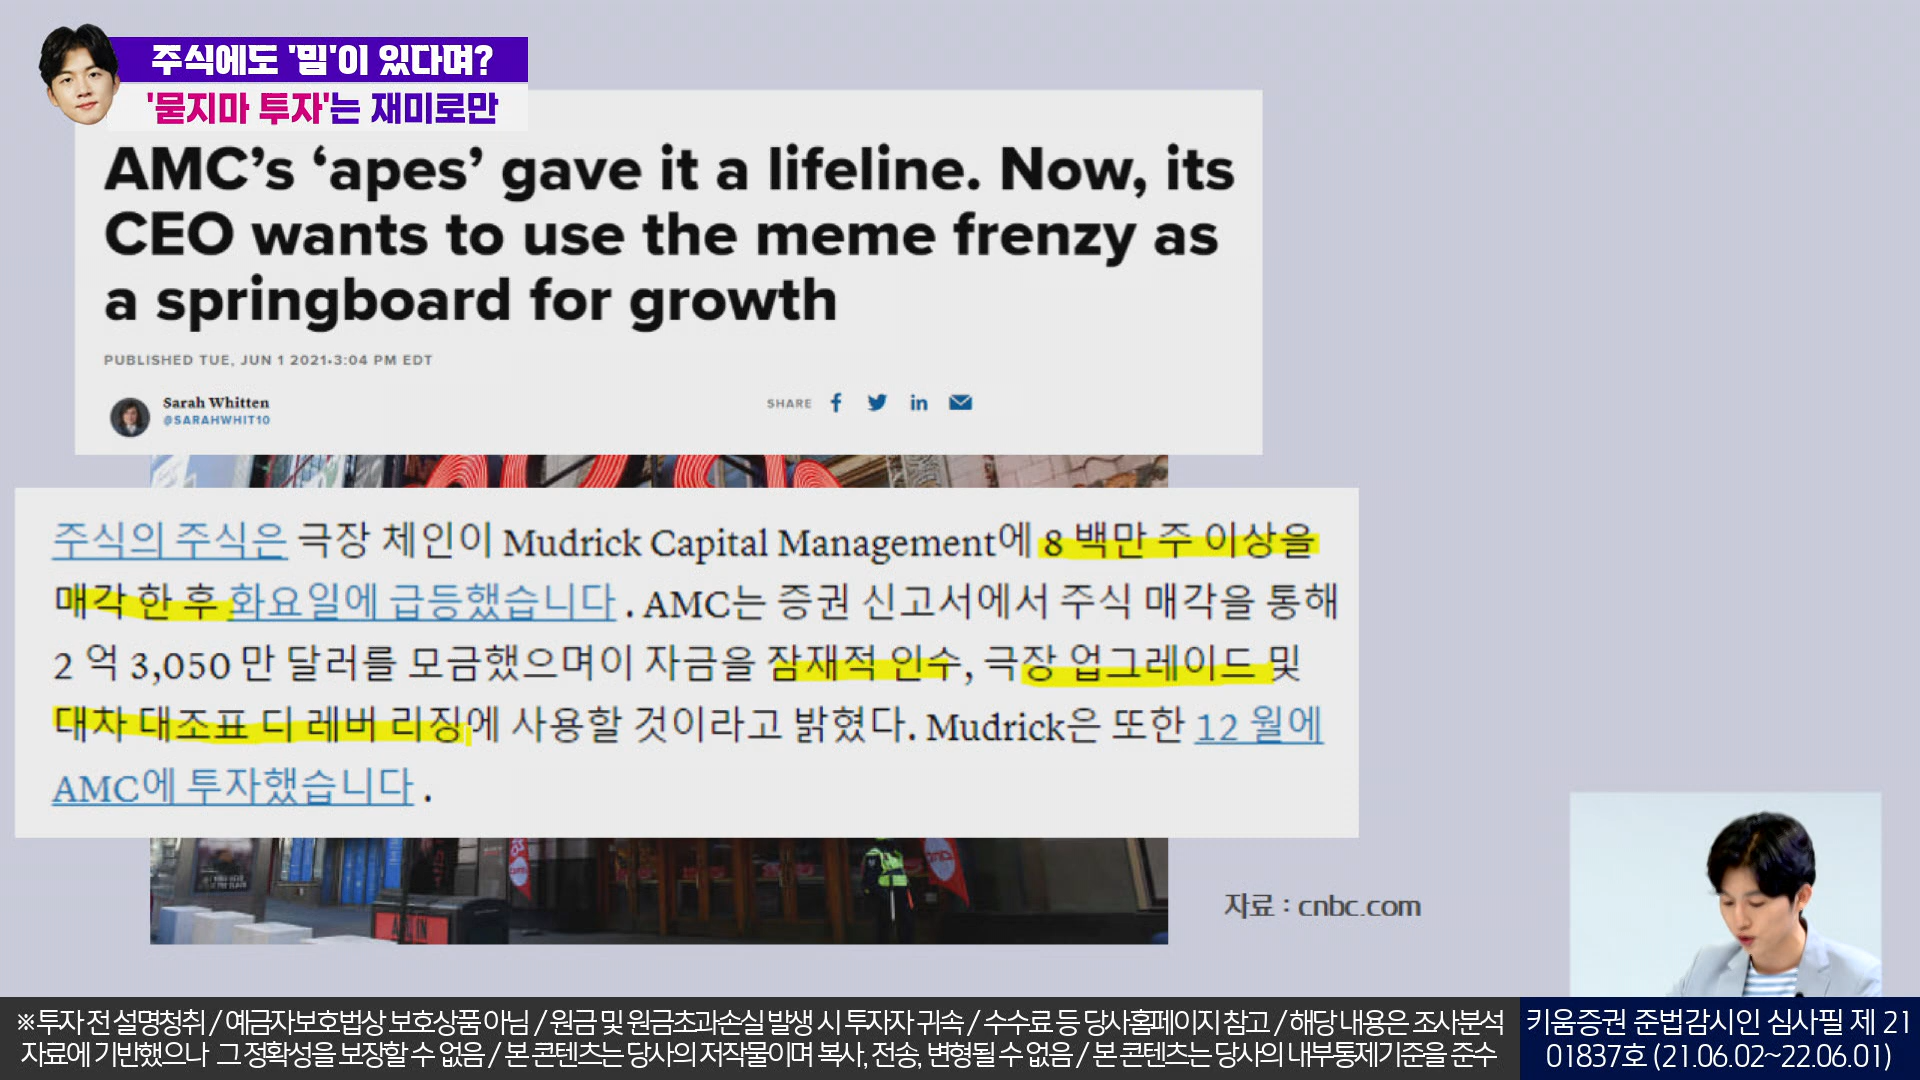 주식에도 '밈'이 있다며?
'묻지마 투자'는 재미로만
AMC’s ‘apes’ gave it a lifeline. Now, its
CEO wants to use the meme frenzy as
a springboard for growth
PUBLISHED TUE, JUN 1 2021•3:04 PM EDT
Sarah Whitten
@SARAHWHIT10
SHARE
주식의 주식은 극장 체인이 Mudrick Capital Management에 8 백만 주 이상을
매각 한 후 화요일에 급등했습니다 . AMC는 증권 신고서에서 주식 매각을 통해
2 억 3,050 만 달러를 모금했으며이 자금을 잠재적 인수, 극장 업그레이드 및
대차 대조표 디 레버 리징에 사용할 것이라고 밝혔다. Mudrick은 또한 12 월에
AMC에 투자했습니다 .
자료 : cnbc.com
※투자 전 설명청취 / 예금자보호법상 보호상품 아님 / 원금 및 원금초과손실 발생 시 투자자 귀속 / 수수료 등 당사홈페이지 참고 / 해당 내용은 조사분석
자료에 기반했으나 그 정확성을 보장할 수 없음 / 본 콘텐츠는 당사의 저작물이며 복사, 전송, 변형될 수 없음 / 본 콘텐츠는 당사의 내부통제기준을 준수
키움증권 준법감시인 심사필 제 21
01837호 (21.06.02~22.06.01)